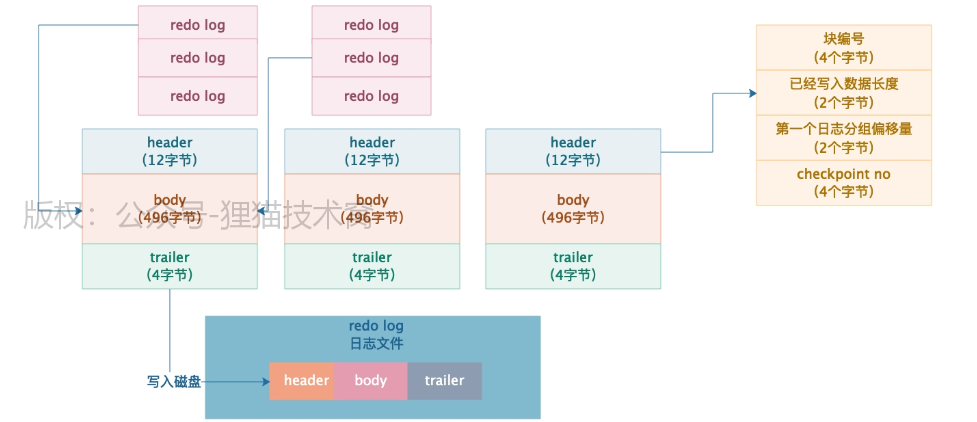 redo log
redo log
redo log
redo log
redo log
redo log
块编号
(4个字节)
已经写入数据长度
(2个字节)
第一个日志分组偏移量
(2个字节)
checkpoint no
(4个字节)
header
(12字节)
header
(12字节)
header
(12字节)
body
(496字节)
body
(496字节)
body
(496字节)
版权：公众号-狸猫技术窝
trailer
(4字节)
trailer
(4字节)
trailer
(4字节)
redo log
日志文件
写入磁盘
header
body
trailer